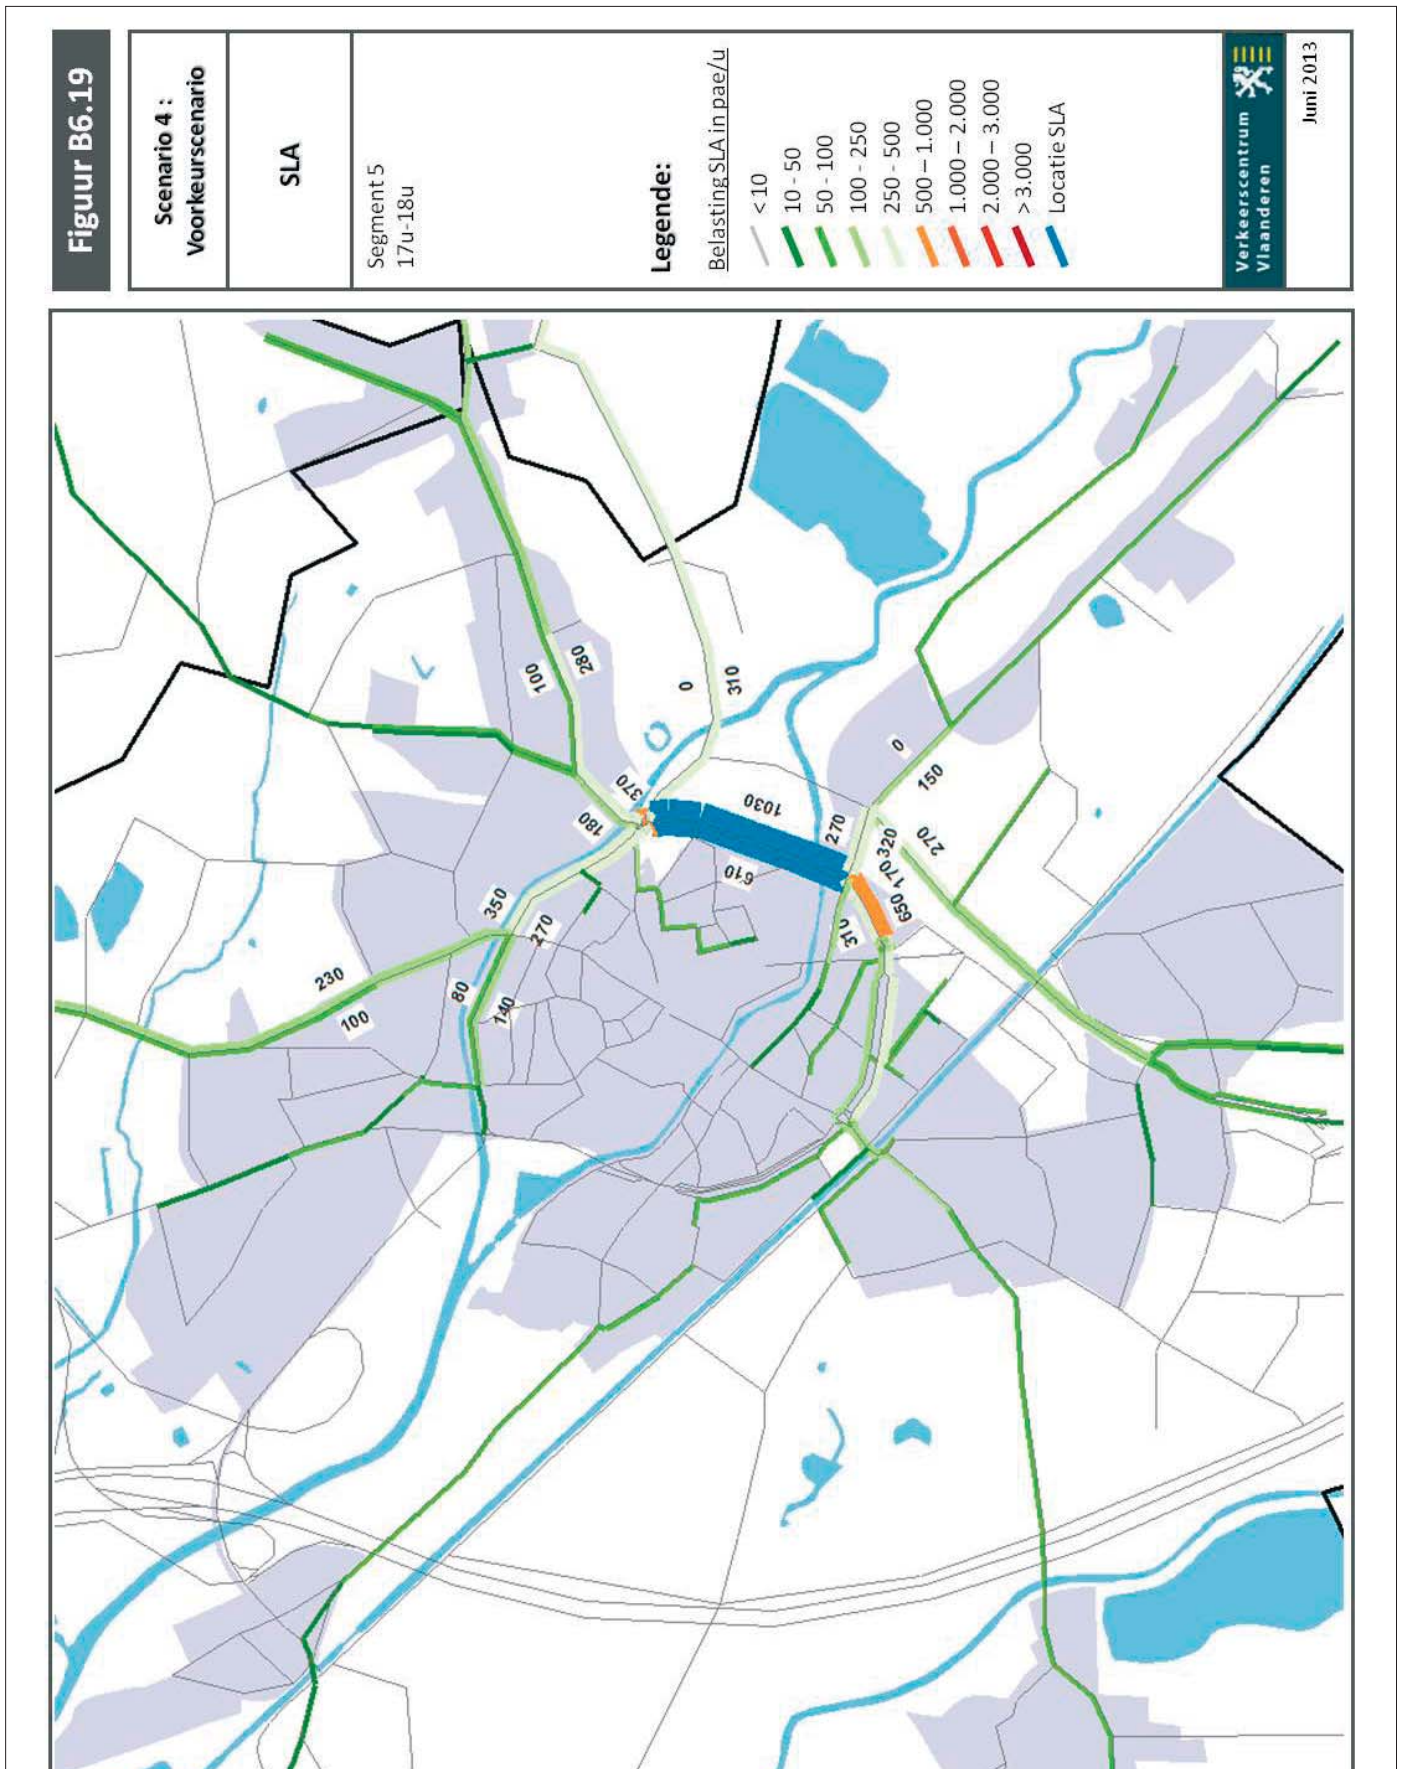 Figuur B6.19
Scenario 4 :
Voorkeurscenario
SLA
Segment 5
17u-18u
Legende:
Belasting SLA in pae/u
< 10
10 - 50
50 - 100
100 - 250
250 - 500
500 – 1.000
1.000 – 2.000
2.000 – 3.000
> 3.000
Locatie SLA
Verkeerscentrum
Vlaanderen
Juni 2013
100
280
0
310
370
180
1030
610
350
270
230
100
80
140
0
150
270
320
270
170
650
310